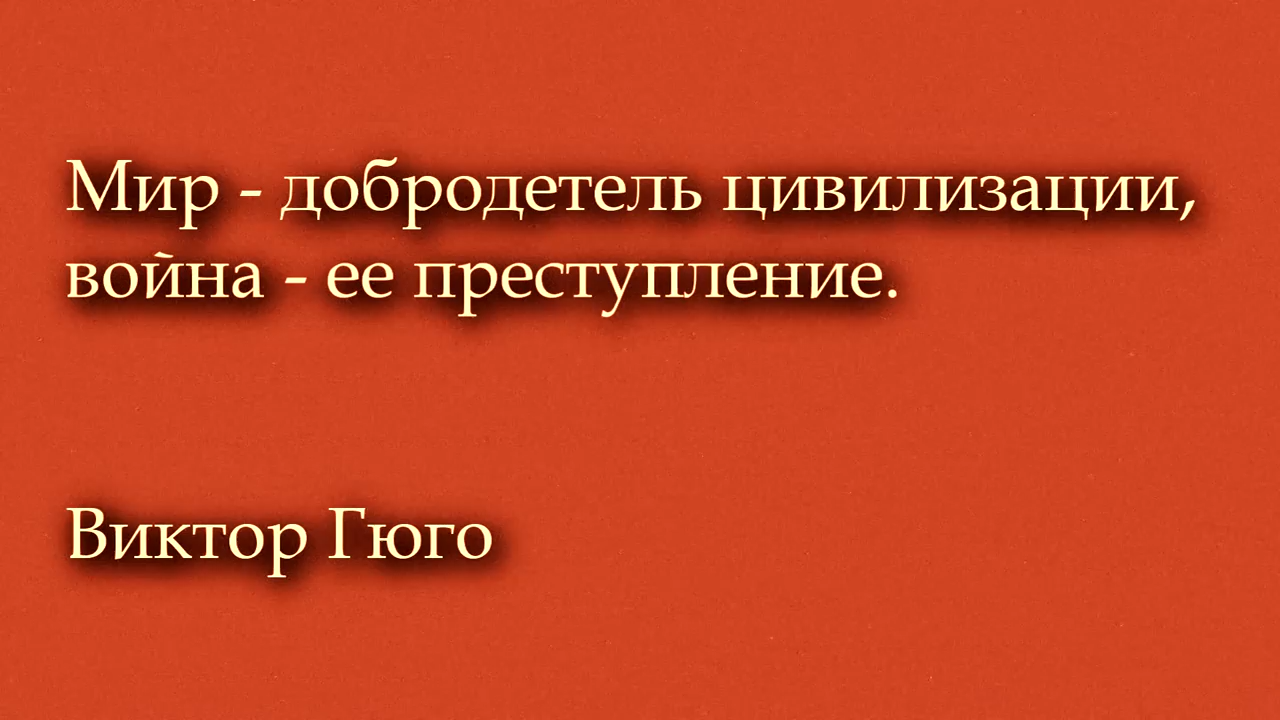 Мир - добродетель цивилизации,
война - ее преступление.
Виктор Гюго